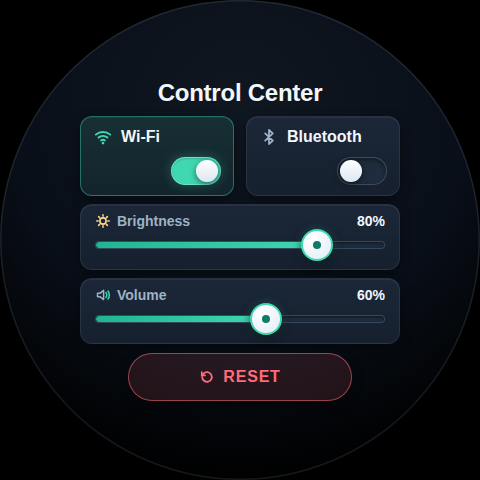 Control Center
Wi-Fi
Bluetooth
Brightness 80%
Volume 60%
RESET